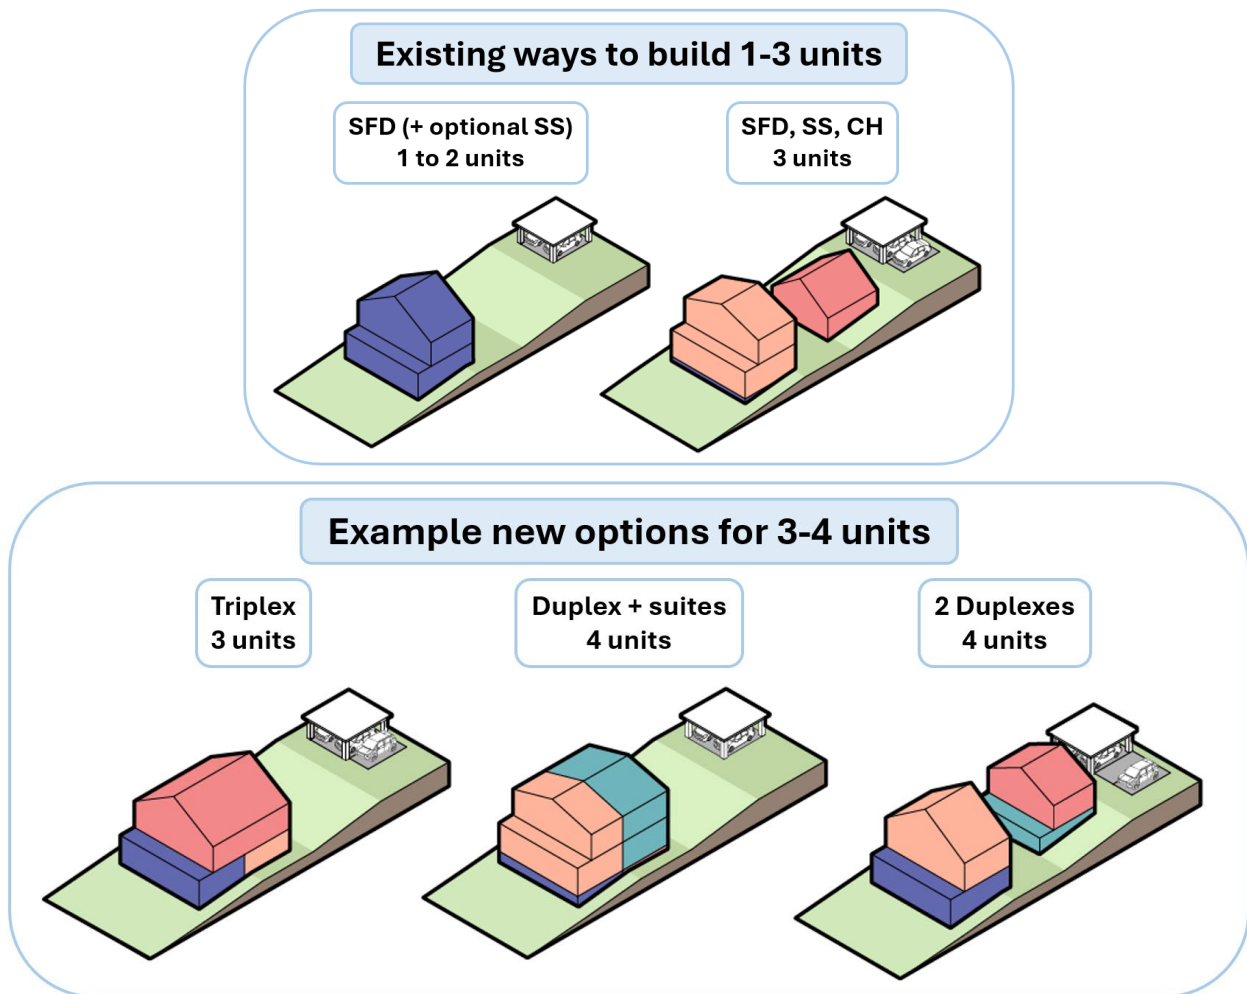 Existing ways to build 1-3 units
SFD (+ optional SS)
1 to 2 units
SFD, SS, CH
3 units
Example new options for 3-4 units
Triplex
3 units
Duplex + suites
4 units
2 Duplexes
4 units